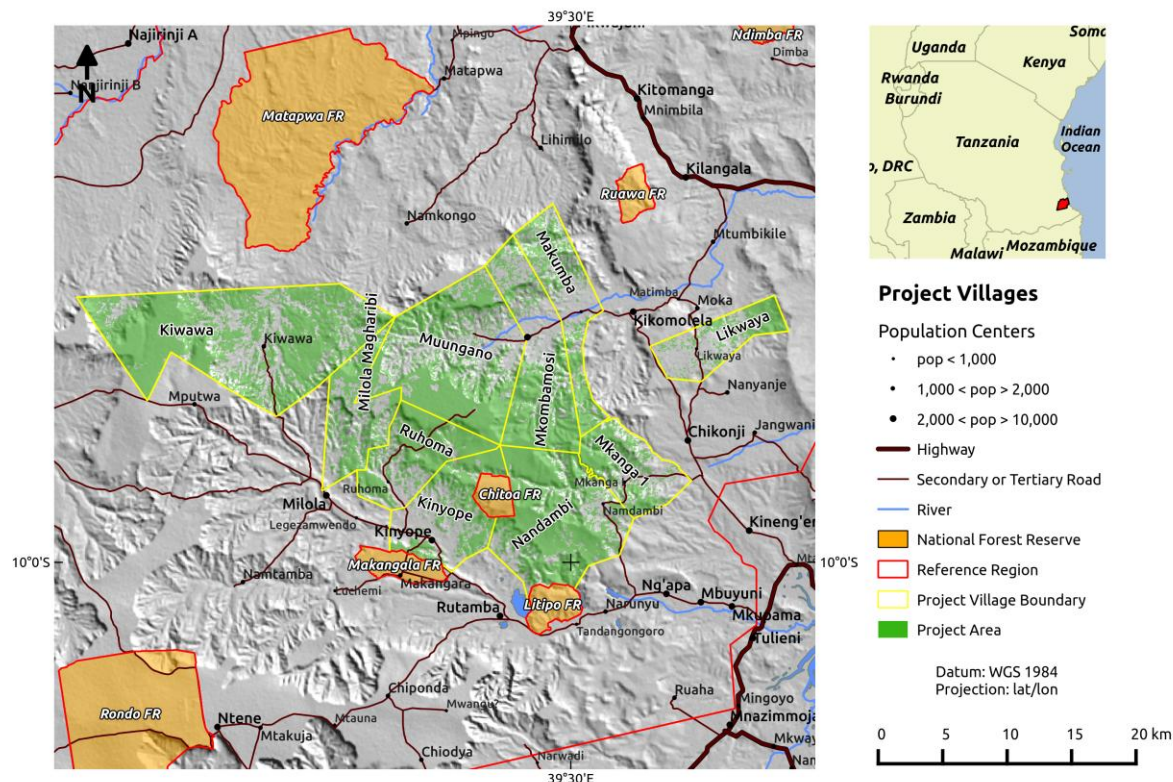 39°30'E
Najirinji A
Mpingo
Ndimba FR
Dimba
Nanjirinji B
N
Matapwa
Matapwa FR
Kitomanga
Mnimbila
Lihimilo
Kilangala
Ruawa FR
Namkongo
Mtumbikile
Makumba
Matimba
Moka
Kikomolela
Likwaya
Kiwawa
Kiwawa
Milola Magharibi
Muungano
Likwaya
Mkombamosi
Nanyanje
Mputwa
Jangwani
Chikonji
Ruhoma
Mkanga 1
Ruhoma
Chitoa FR
Mkanga
Milola
Kinyope
Namdambi
Legezamwendo
Nandambi
Kinyope
10°0'S
Makangala FR
10°0'S
Namtamba
Makangara
Luchemi
Litipo FR
Ng'apa
Mbuyuni
Rutamba
Narunyu
Mkupama
Tandangongoro
Tulieni
Chiponda
Ruaha
Mingoyo
Rondo FR
Ntene
Mtauna
Mwangu?
Mnazimmoja
Mtakuja
Chiodya
Narwadi
39°30'E
Uganda
Kenya
Rwanda
Burundi
Tanzania
Indian
Ocean
Zambia
Malawi
Mozambique
Project Villages
Population Centers
pop < 1,000
1,000 < pop > 2,000
2,000 < pop > 10,000
Highway
Secondary or Tertiary Road
River
National Forest Reserve
Reference Region
Project Village Boundary
Project Area
Datum: WGS 1984
Projection: lat/lon
0 5 10 15 20 km